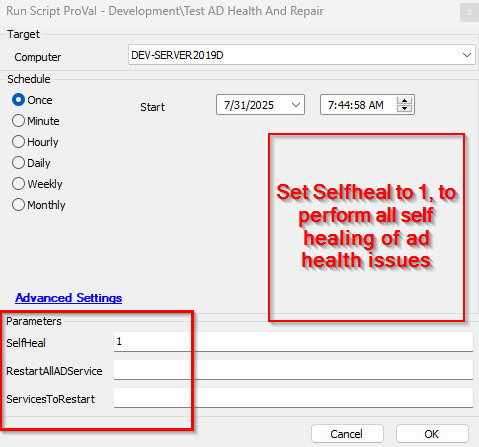 Run Script ProVal - Development\Test AD Health And Repair
x
Target
Computer
DEV-SERVER2019D
Schedule
Once
Start
7/31/2025
7:44:58 AM
Minute
Hourly
Daily
Weekly
Monthly
Set Selfheal to 1, to
perform all self
healing of ad
health issues
Advanced Settings
Parameters
SelfHeal
1
RestartAllADService
ServicesToRestart
Cancel
OK